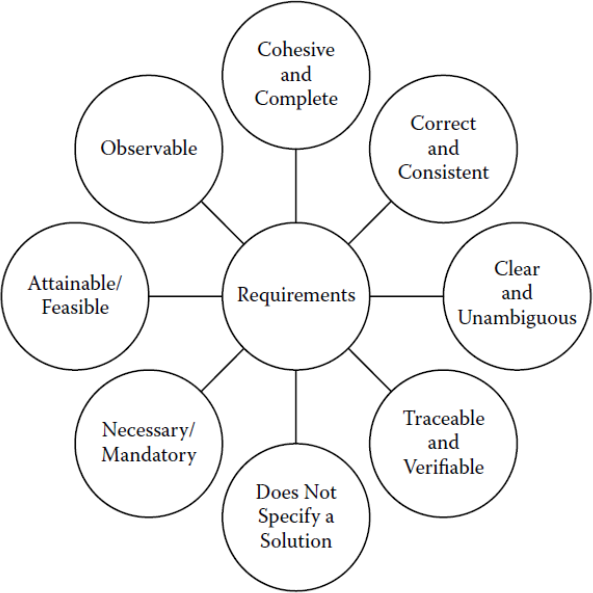 Cohesive
and
Complete
Correct
and
Consistent
Clear
and
Unambiguous
Traceable
and
Verifiable
Does Not
Specify a
Solution
Necessary/
Mandatory
Attainable/
Feasible
Observable
Requirements